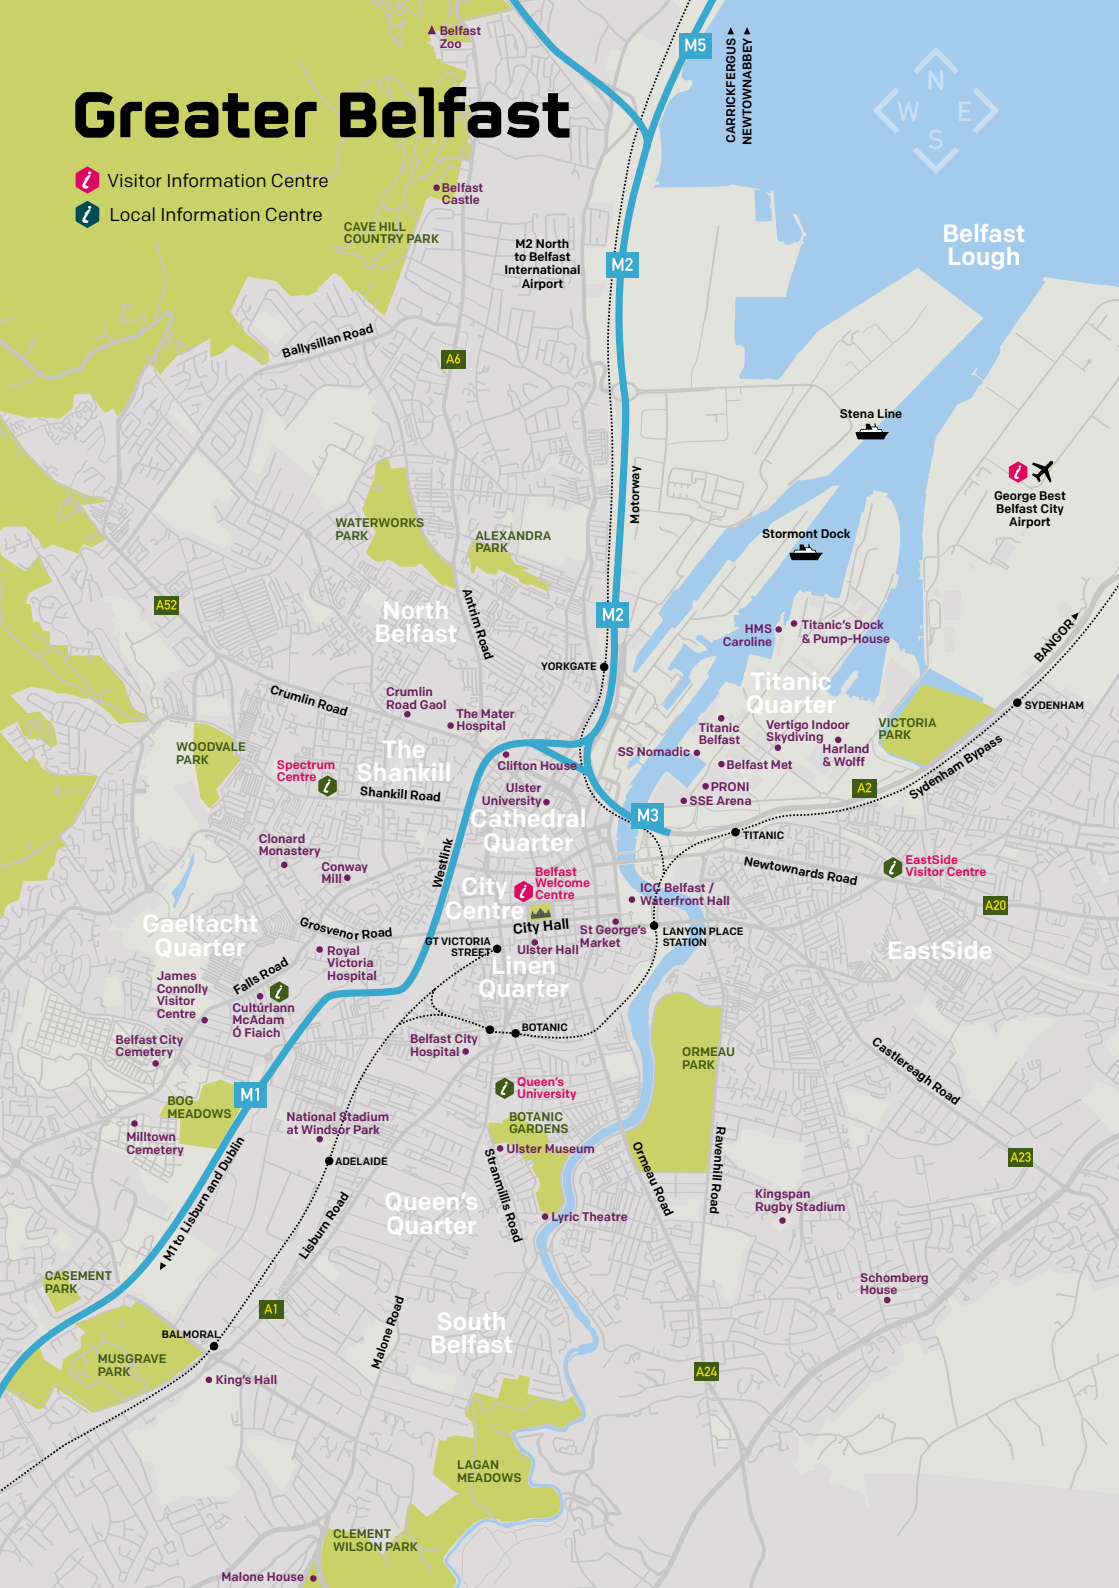 Belfast
Zoo
M5
CARRICKFERGUS
NEWTOWNABBEY
N
W E
S
Greater Belfast
Visitor Information Centre
Local Information Centre
Belfast
Castle
CAVE HILL
COUNTRY PARK
M2 North
to Belfast
International
Airport
M2
Belfast
Lough
Ballysillan Road
A6
Stena Line
George Best
Belfast City
Airport
Motorway
WATERWORKS
PARK
ALEXANDRA
PARK
Stormont Dock
A52
North
Belfast
Antrim Road
M2
HMS
Caroline
Titanic's Dock
& Pump-House
BANGOR
YORKGATE
Crumlin Road
Crumlin
Road Gaol
The Mater
Hospital
Titanic
Quarter
SYDENHAM
Titanic
Belfast
Vertigo Indoor
Skydiving
VICTORIA
PARK
WOODVALE
PARK
The
Shankill
SS Nomadic
Harland
& Wolff
Clifton House
Belfast Met
Sydenham Bypass
Spectrum
Centre
Shankill Road
Ulster
University
PRONI
SSE Arena
A2
Cathedral
Quarter
M3
TITANIC
Clonard
Monastery
Conway
Mill
Westlink
Newtownards Road
EastSide
Visitor Centre
City
Centre
Belfast
Welcome
Centre
ICC Belfast /
Waterfront Hall
A20
Gaeltacht
Quarter
Grosvenor Road
City Hall
St George's
Market
LANYON PLACE
STATION
GT VICTORIA
STREET
Ulster Hall
EastSide
Royal
Victoria
Hospital
Linen
Quarter
James
Connolly
Visitor
Centre
Falls Road
Cultúrlann
McAdam
Ó Fiaich
Belfast City
Cemetery
Belfast City
Hospital
BOTANIC
ORMEAU
PARK
Castlereagh Road
Queen's
University
M1
BOG
MEADOWS
BOTANIC
GARDENS
National Stadium
at Windsor Park
Milltown
Cemetery
Ulster Museum
ADELAIDE
M1 to Lisburn and Dublin
Stranmillis Road
Ormeau Road
Ravenhill Road
A23
Lisburn Road
Queen's
Quarter
Lyric Theatre
Kingspan
Rugby Stadium
CASEMENT
PARK
Schomberg
House
A1
South
Belfast
Malone Road
BALMORAL
MUSGRAVE
PARK
A24
King's Hall
LAGAN
MEADOWS
CLEMENT
WILSON PARK
Malone House